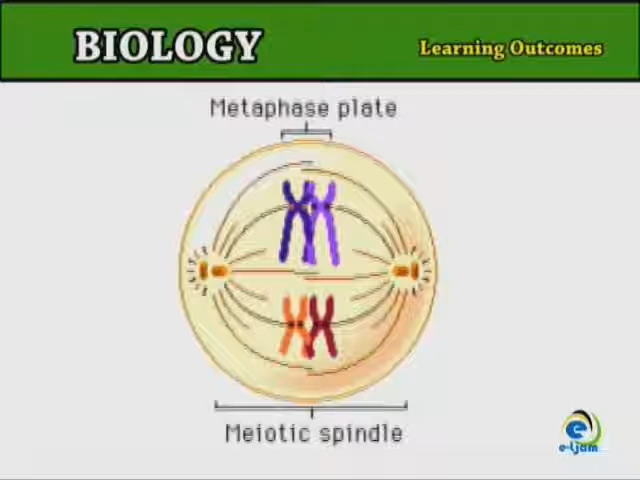 BIOLOGY
Learning Outcomes
Metaphase plate
Meiotic spindle
e
e-Ljam